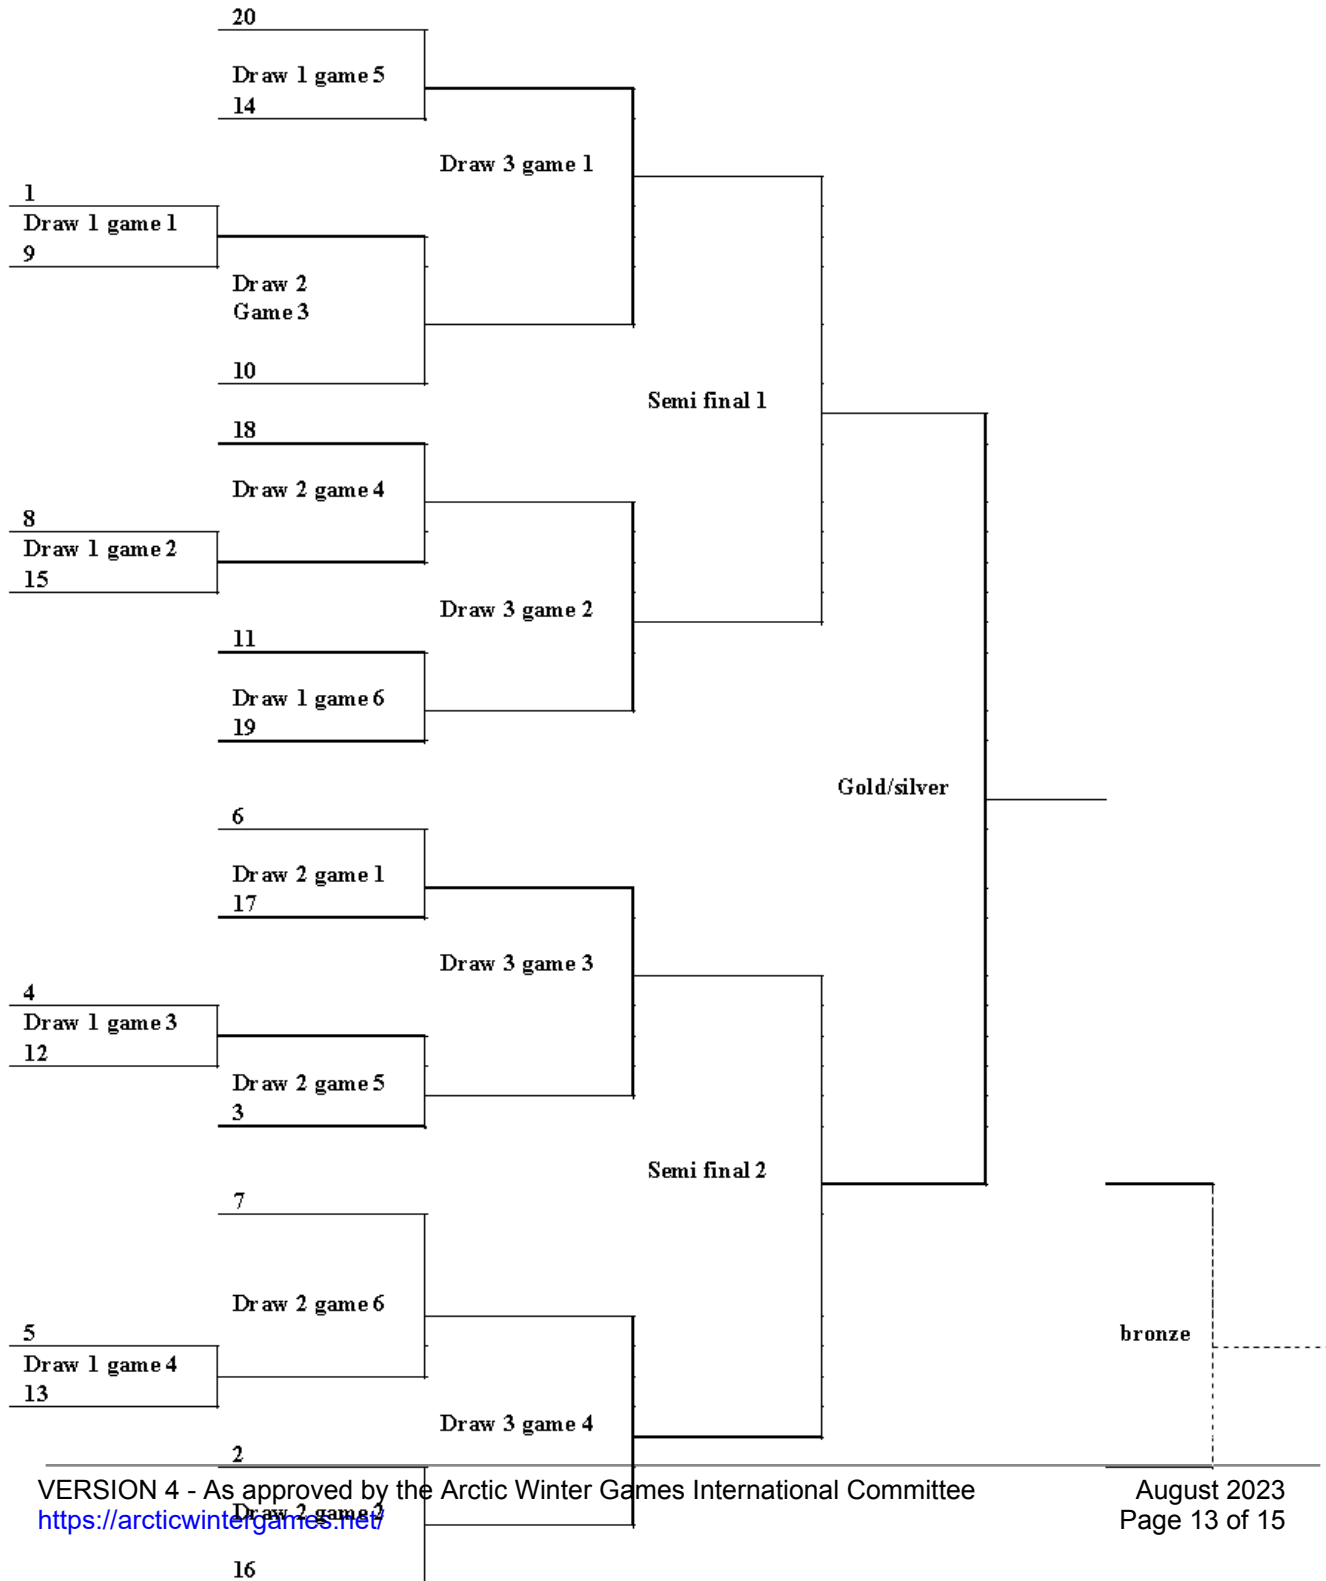 20
Draw 1 game 5
14
Draw 3 game 1
1
Draw 1 game 1
9
Draw 2
Game 3
10
Semi final 1
18
Draw 2 game 4
8
Draw 1 game 2
15
Draw 3 game 2
11
Draw 1 game 6
19
Gold/silver
6
Draw 2 game 1
17
Draw 3 game 3
4
Draw 1 game 3
12
Draw 2 game 5
3
Semi final 2
7
Draw 2 game 6
bronze
5
Draw 1 game 4
13
Draw 3 game 4
2
VERSION 4 - As approved by the Arctic Winter Games International Committee August 2023
Draw 2 game 2
https://arcticwintergames.net/ Page 13 of 15
16